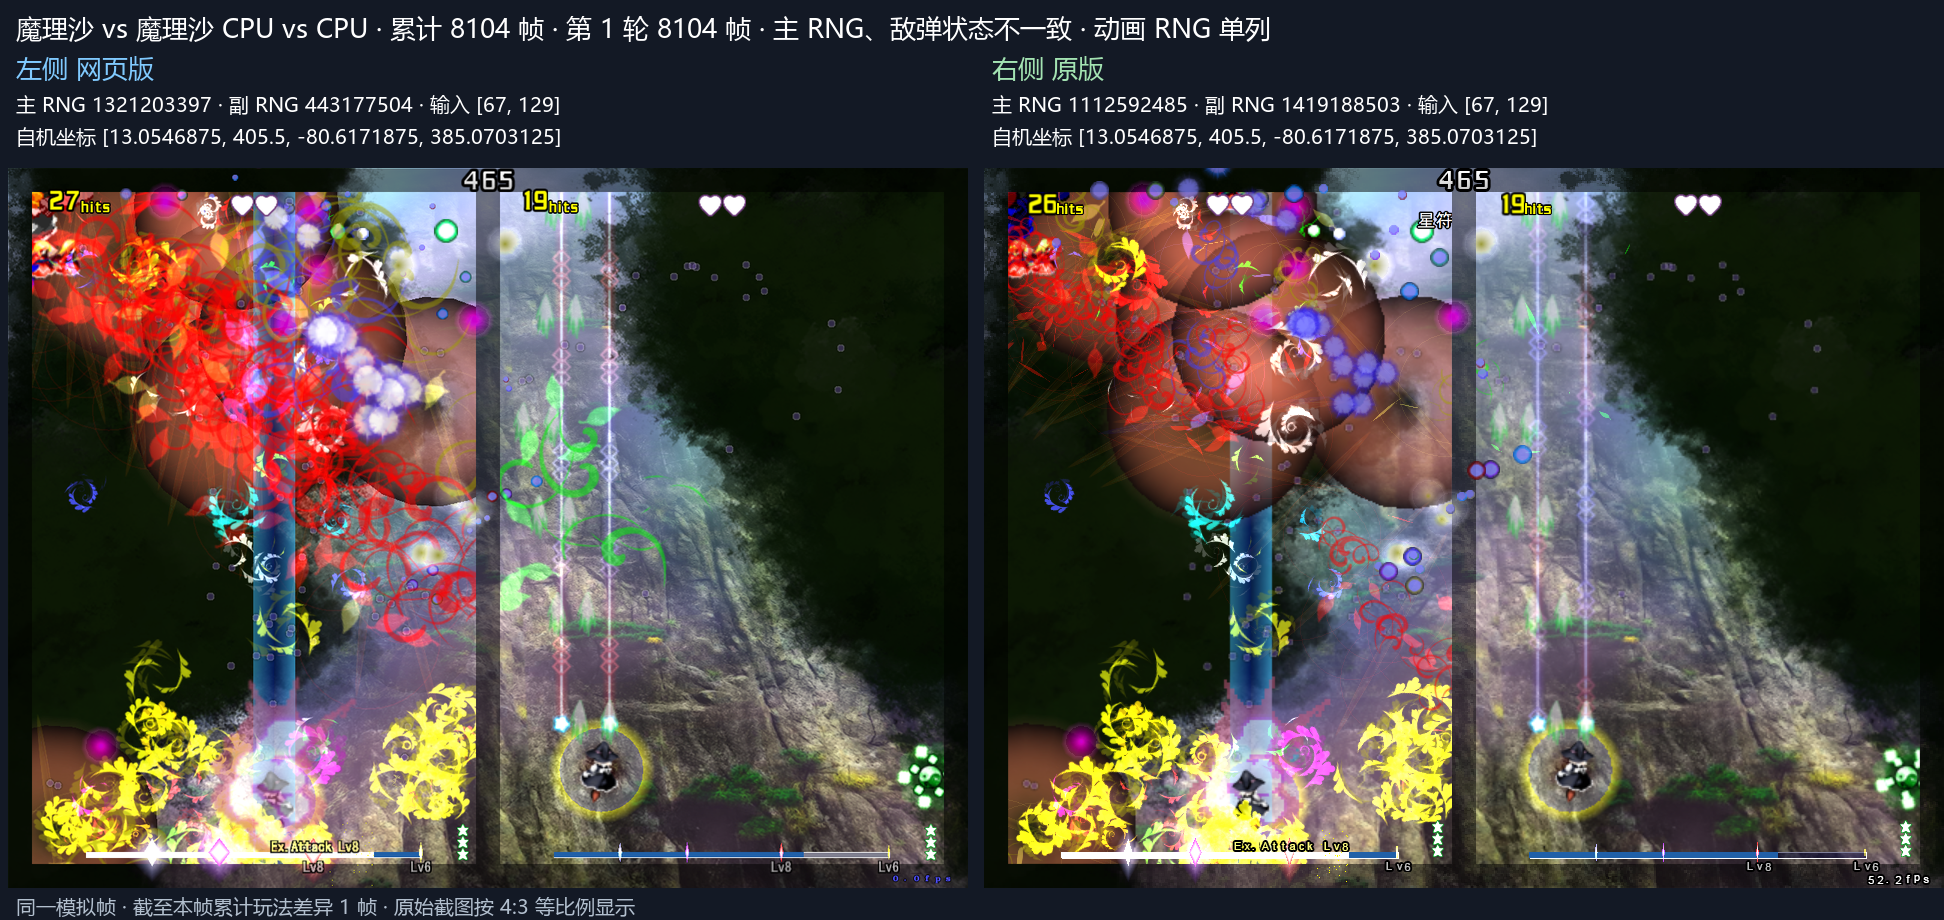 魔理沙 vs 魔理沙 CPU vs CPU · 累计 8104 帧 · 第 1 轮 8104 帧 · 主 RNG、敌弹状态不一致 · 动画 RNG 单列
左侧 网页版
主 RNG 1321203397 · 副 RNG 443177504 · 输入 [67, 129]
自机坐标 [13.0546875, 405.5, -80.6171875, 385.0703125]
右侧 原版
主 RNG 1112592485 · 副 RNG 1419188503 · 输入 [67, 129]
自机坐标 [13.0546875, 405.5, -80.6171875, 385.0703125]
465
27hits
19hits
Ex.Attack Lv8
Lv8
Lv6
Lv8
Lv6
0.0fps
465
26hits
19hits
星符
Ex.Attack Lv8
Lv6
Lv8
Lv6
52.2fps
同一模拟帧 · 截至本帧累计玩法差异 1 帧 · 原始截图按 4:3 等比例显示